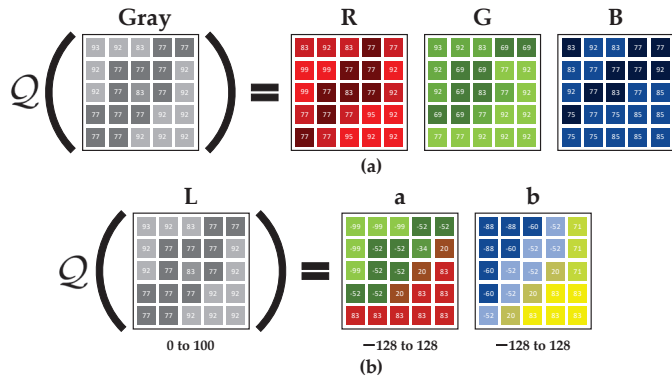 Gray R G B
93 92 83 77 77 83 92 83 77 77 93 92 83 69 69 83 92 83 77 77
92 77 77 77 92 99 99 77 77 92 92 69 69 77 92 83 77 77 77 92
Q ( 92 77 83 77 92 ) = 92 77 83 77 92 92 69 77 92 92 92 77 83 77 85
77 77 77 92 92 77 77 77 95 92 69 69 77 92 92 75 77 75 85 85
77 77 92 92 92 77 77 95 92 92 77 77 92 92 92 75 75 75 85 85
(a)
L a b
93 93 83 77 77 -99 -99 -99 -52 -52 -88 -88 -60 -52 71
92 77 77 77 92 -99 -52 -52 -34 20 -88 -60 -52 -52 71
Q ( 92 77 83 77 92 ) = -99 -52 -52 20 83 -60 -52 -52 20 71
77 77 77 92 92 -52 -52 20 83 83 -60 -52 20 83 83
77 77 92 92 92 83 83 83 83 83 -52 20 83 83 83
0 to 100 −128 to 128 −128 to 128
(b)